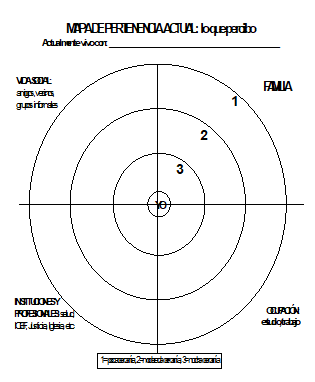 MAPA DE PERTENENCIA ACTUAL: lo que percibo
Actualmente vivo con:
VIDA SOCIAL:
amigos, vecinos,
grupos informales
FAMILIA
1
2
3
YO
INSTITUCIONES Y
PROFESIONALES: salud,
ICBF, Justicia, Iglesia, etc
OCUPACIÓN:
estudio, trabajo
1= poca cercanía, 2= moderada cercanía, 3= mucha cercanía